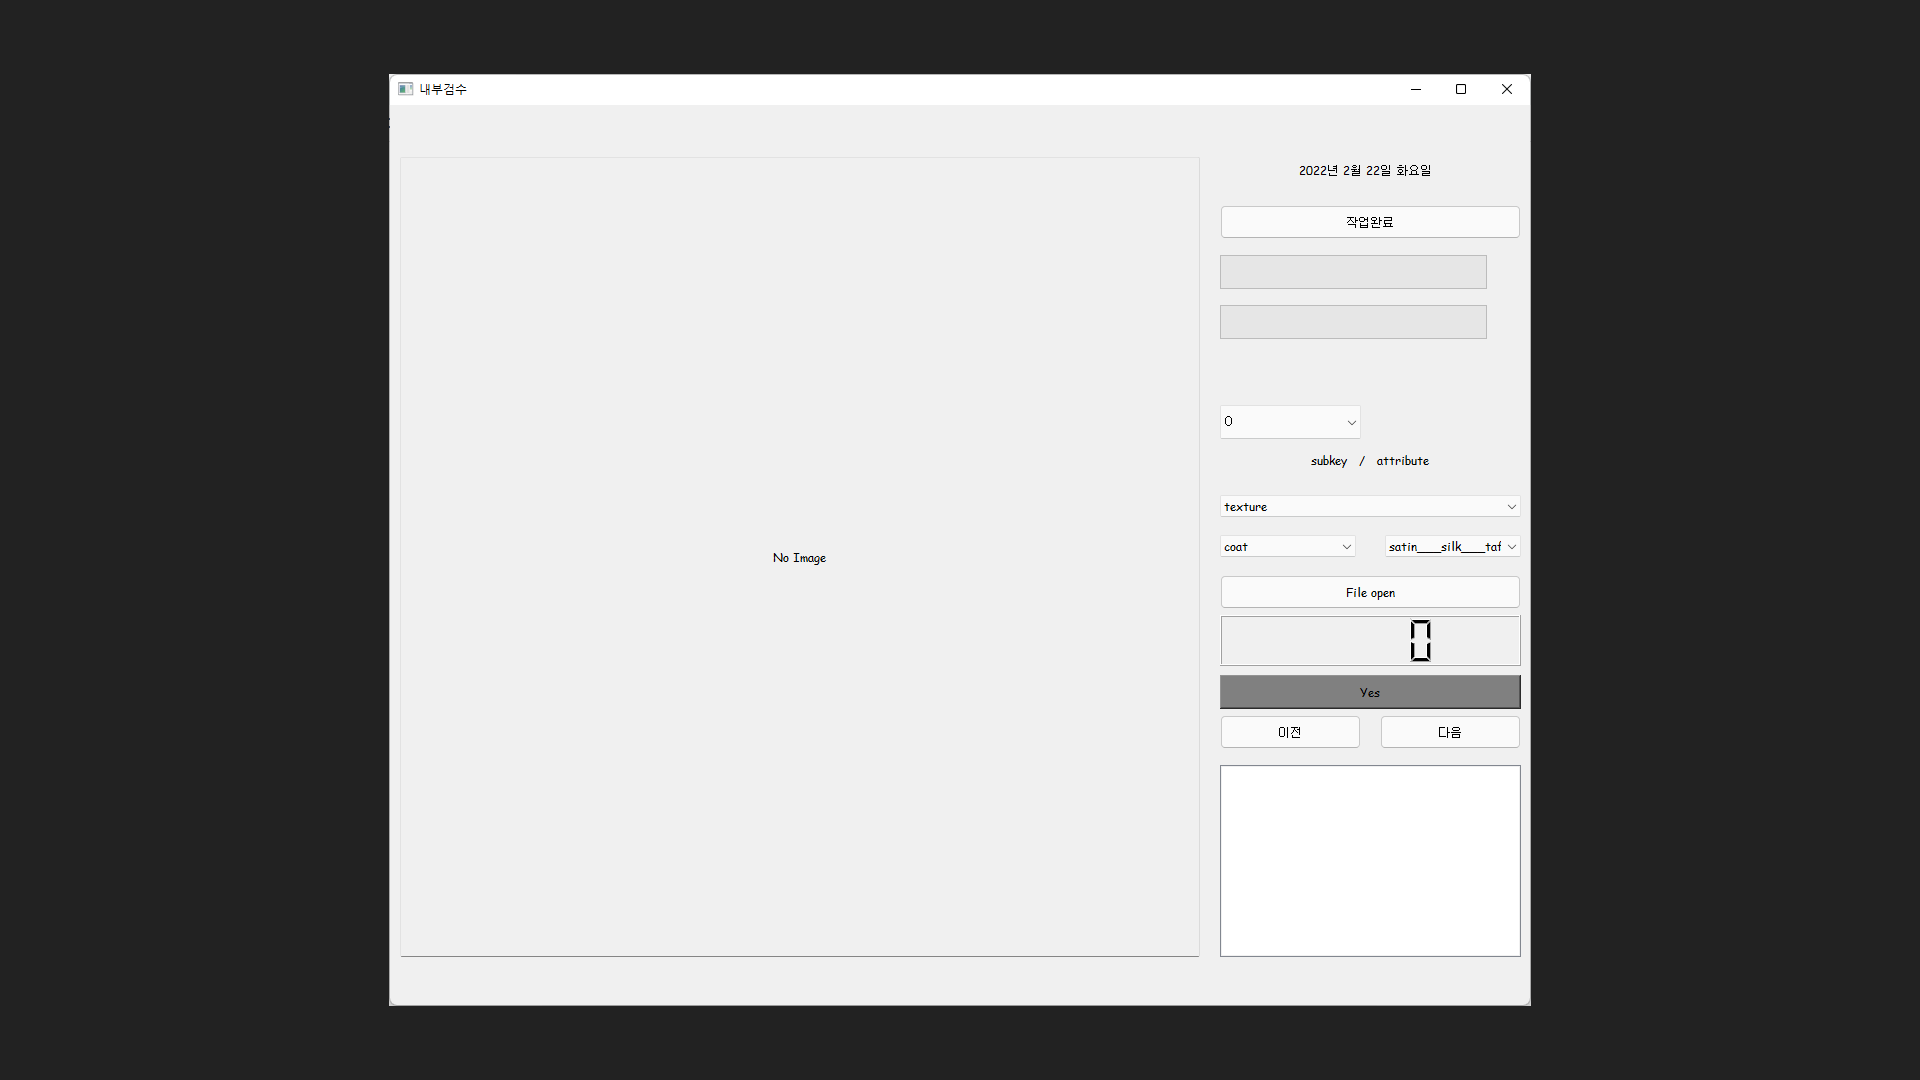 내부검수
2022년 2월 22일 화요일
작업완료
0
subkey / attribute
texture
coat
satin___silk___taf
No Image
File open
0
Yes
이전 다음